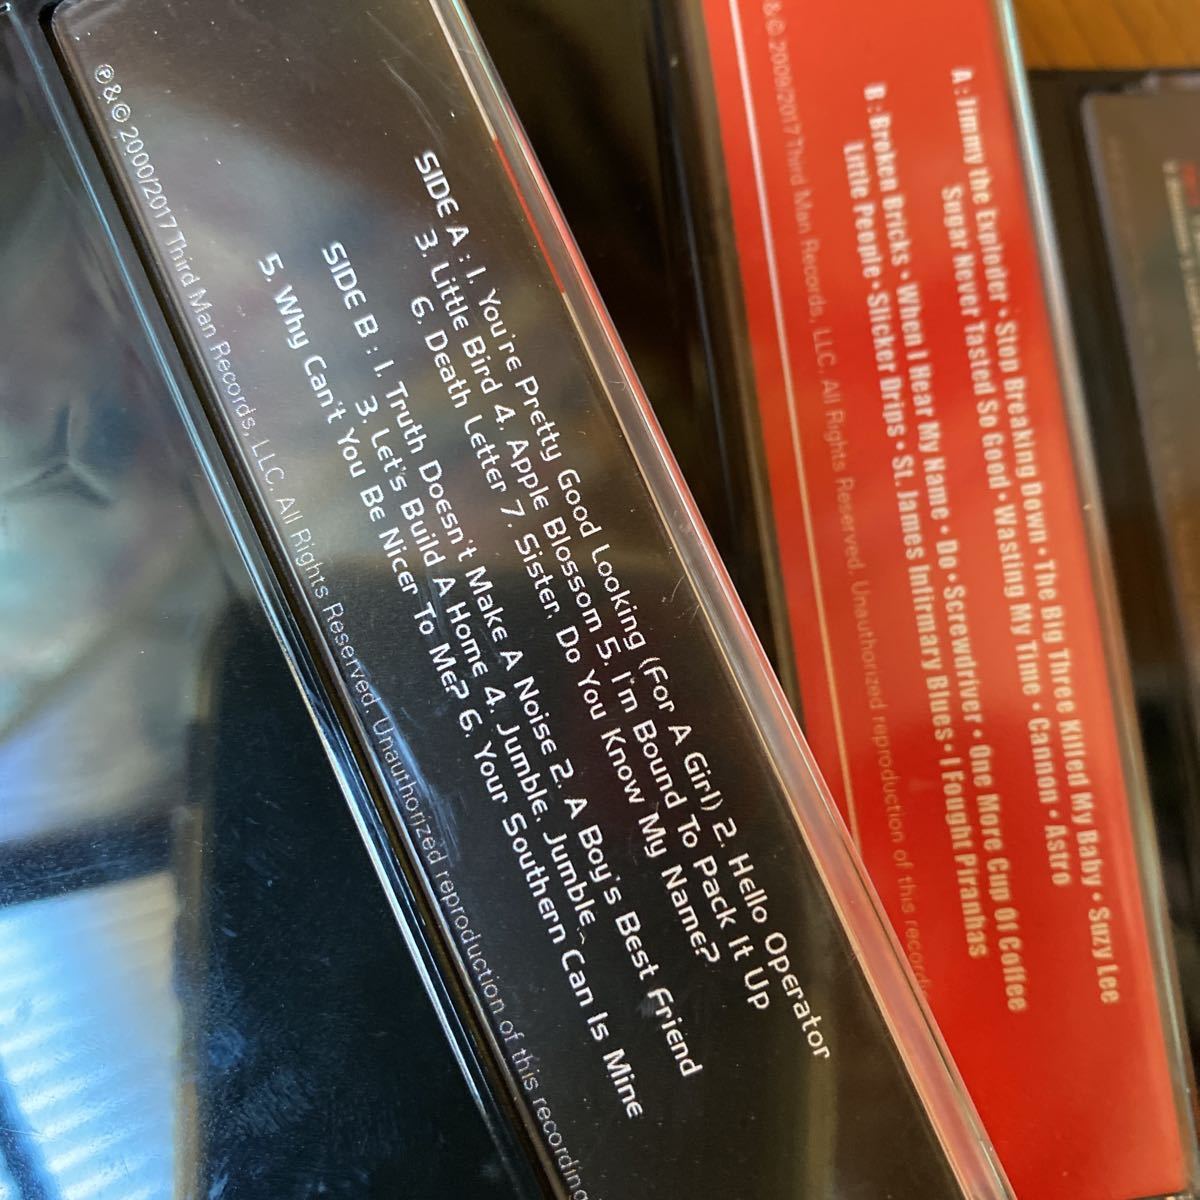 SIDE A : 1. You're Pretty Good Looking (For A Girl) 2. Hello Operator
3. Little Bird 4. Apple Blossom 5. I'm Bound To Pack It Up
6. Death Letter 7. Sister, Do You Know My Name?
SIDE B : 1. Truth Doesn't Make A Noise 2. A Boy's Best Friend
3. Let's Build A Home 4. Jumble, Jumble
5. Why Can't You Be Nicer To Me? 6. Your Southern Can Is Mine
℗&© 2000/2017 Third Man Records, LLC. All Rights Reserved. Unauthorized reproduction of this recording
A : Jimmy the Exploder • Stop Breaking Down • The Big Three Killed My Baby • Suzy Lee
Sugar Never Tasted So Good • Wasting My Time • Cannon • Astro
B : Broken Bricks • When I Hear My Name • Do • Screwdriver • One More Cup Of Coffee
Little People • Slicker Drips • St. James Infirmary Blues • I Fought Piranhas
&© 2009/2017 Third Man Records, LLC. All Rights Reserved. Unauthorized reproduction of this